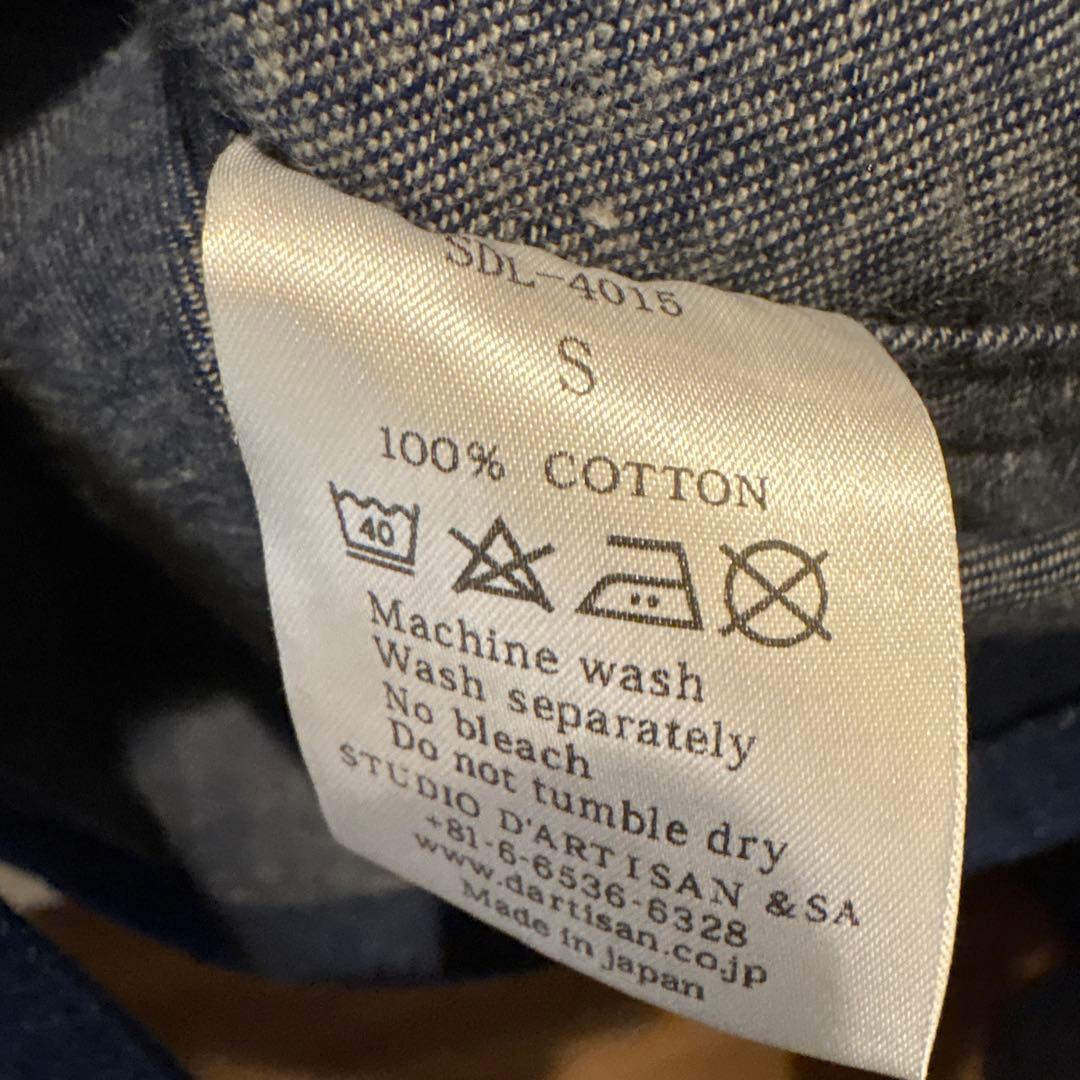 SDL-4015
S
100% COTTON
40
Machine wash
Wash separately
No bleach
Do not tumble dry
STUDIO D'ARTISAN &SA
+81-6-6536-6328
www.dartisan.co.jp
Made in japan